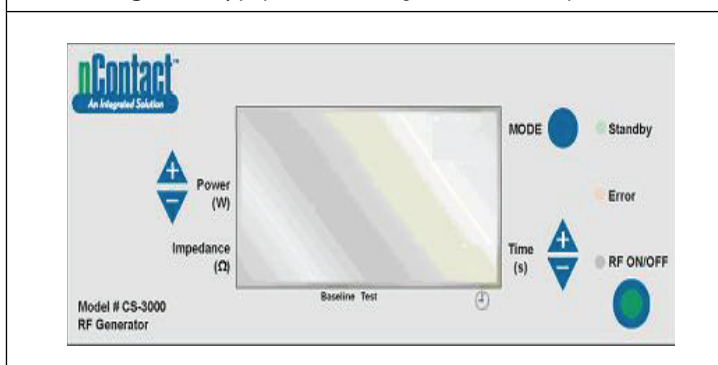 nContact™
An Integrated Solution
MODE
Standby
Power
(W)
Error
Impedance
(Ω)
Time
(s)
RF ON/OFF
Baseline Test
Model # CS-3000
RF Generator